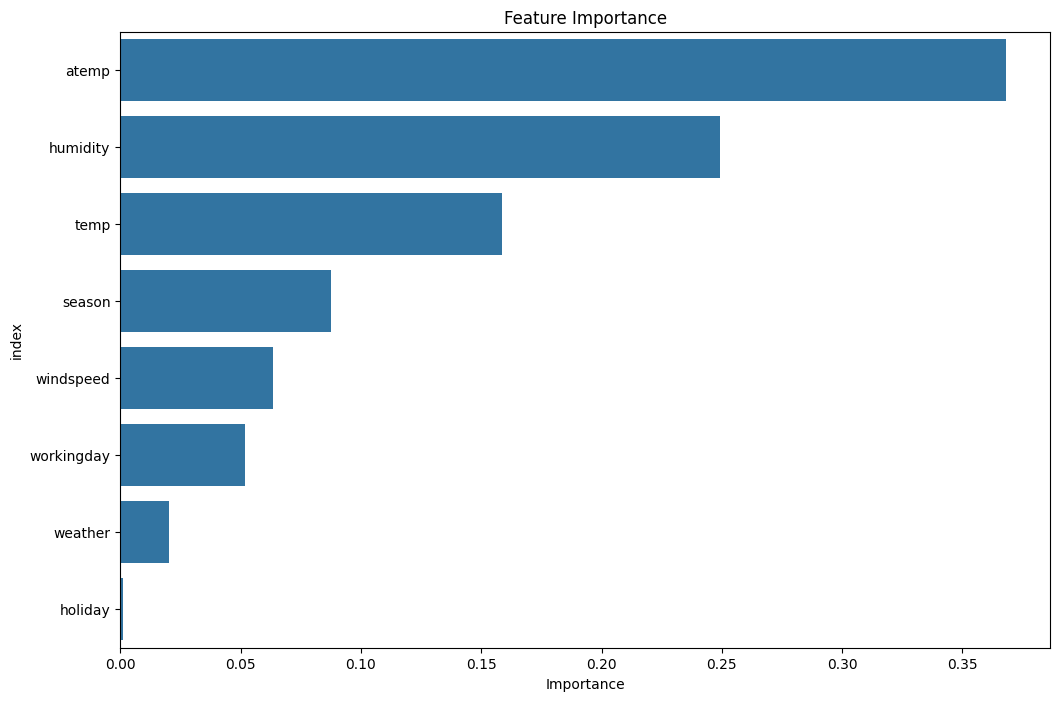 Feature Importance
atemp
humidity
temp
season
windspeed
workingday
weather
holiday
index
0.00 0.05 0.10 0.15 0.20 0.25 0.30 0.35
Importance